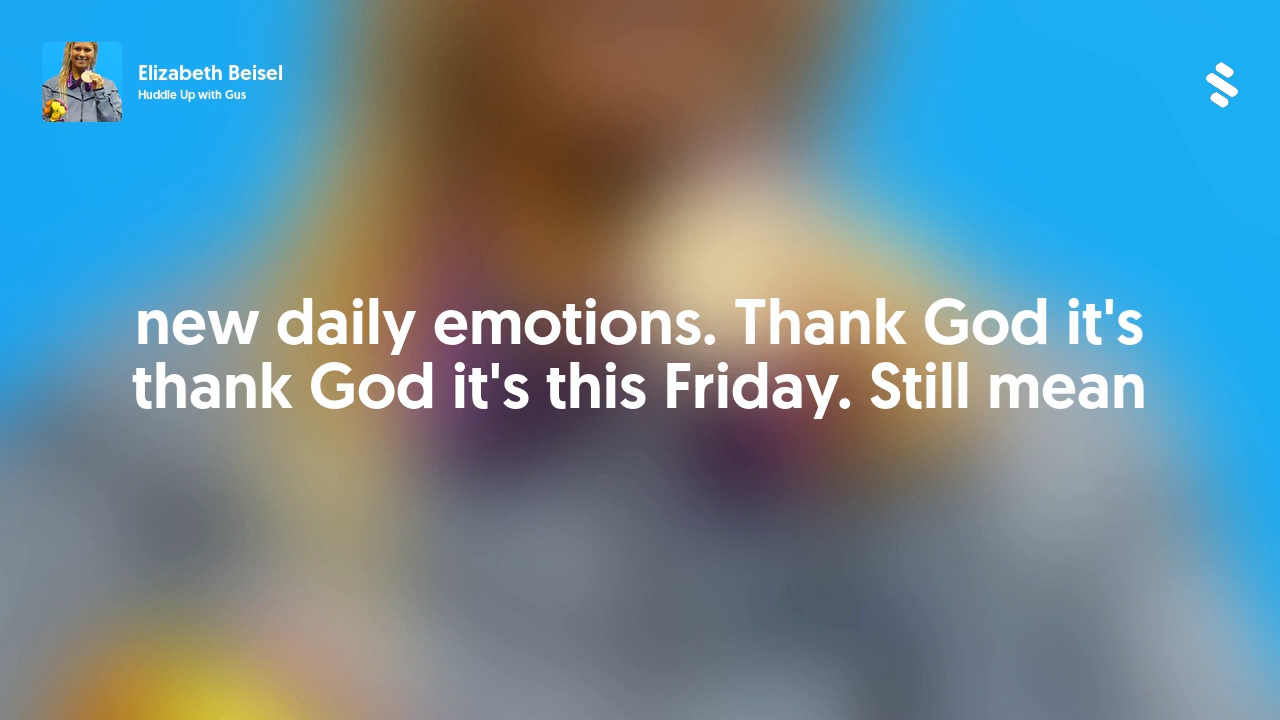 Elizabeth Beisel
Huddle Up with Gus
new daily emotions. Thank God it's
thank God it's this Friday. Still mean